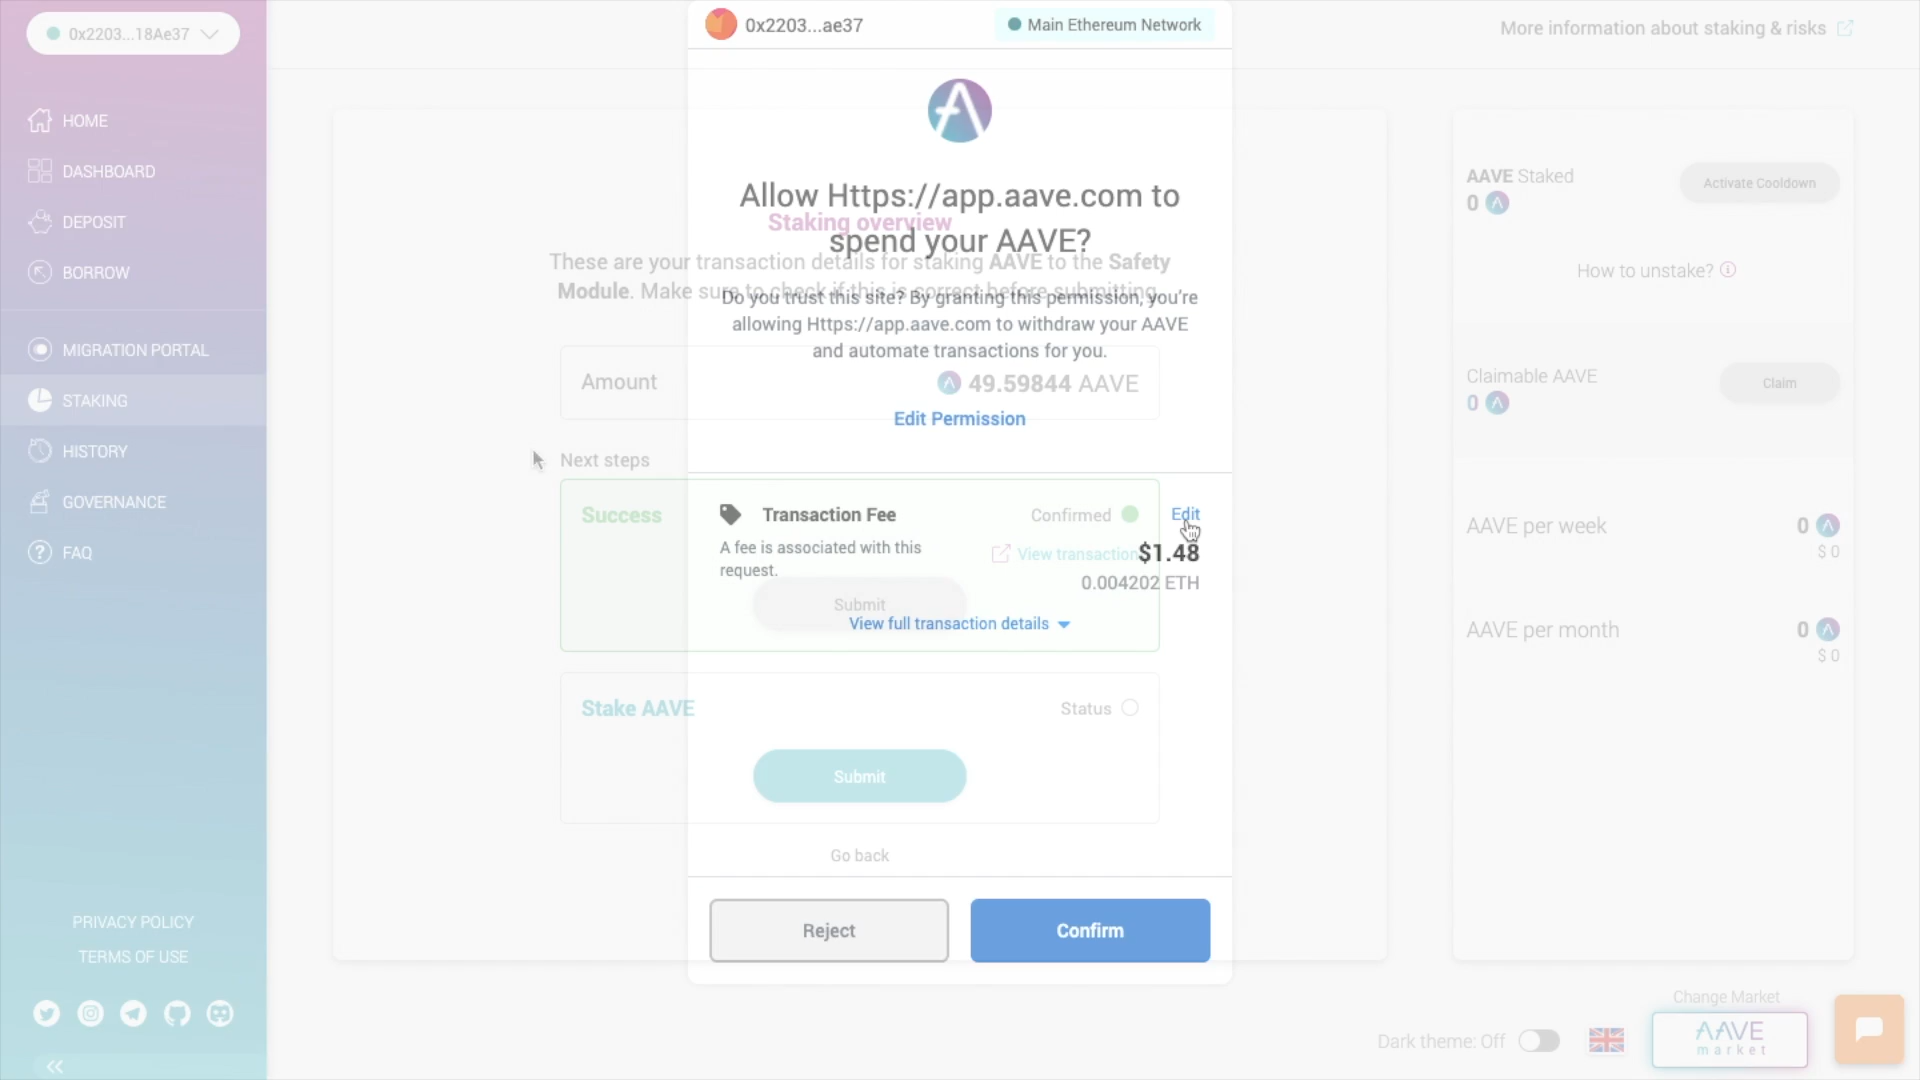 0x2203...18Ae37
HOME
DASHBOARD
DEPOSIT
BORROW
MIGRATION PORTAL
STAKING
HISTORY
GOVERNANCE
FAQ
PRIVACY POLICY
TERMS OF USE
0x2203...ae37
Main Ethereum Network
Allow Https://app.aave.com to
spend your AAVE?
Do you trust this site? By granting this permission, you're
allowing Https://app.aave.com to withdraw your AAVE
and automate transactions for you.
Edit Permission
Transaction Fee
Edit
A fee is associated with this
request.
$1.48
0.004202 ETH
View full transaction details
Reject
Confirm
Staking overview
These are your transaction details for staking AAVE to the Safety
Module. Make sure to check if this is correct before submitting
Amount
49.59844 AAVE
Next steps
Success
Confirmed
View transaction
Submit
Stake AAVE
Status
Submit
Go back
More information about staking & risks
AAVE Staked
0
Activate Cooldown
How to unstake?
Claimable AAVE
0
Claim
AAVE per week
0
$ 0
AAVE per month
0
$ 0
Change Market
Dark theme: Off
AAVE
market